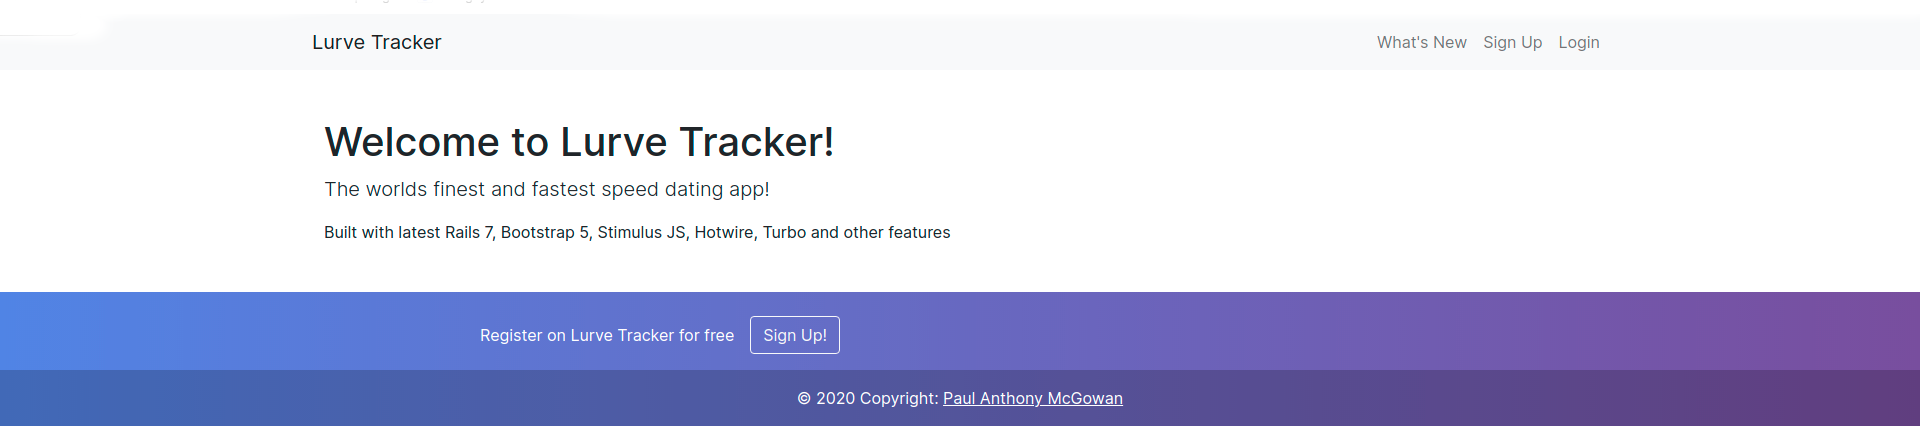 Lurve Tracker
What's New Sign Up Login
Welcome to Lurve Tracker!
The worlds finest and fastest speed dating app!
Built with latest Rails 7, Bootstrap 5, Stimulus JS, Hotwire, Turbo and other features
Register on Lurve Tracker for free Sign Up!
© 2020 Copyright: Paul Anthony McGowan